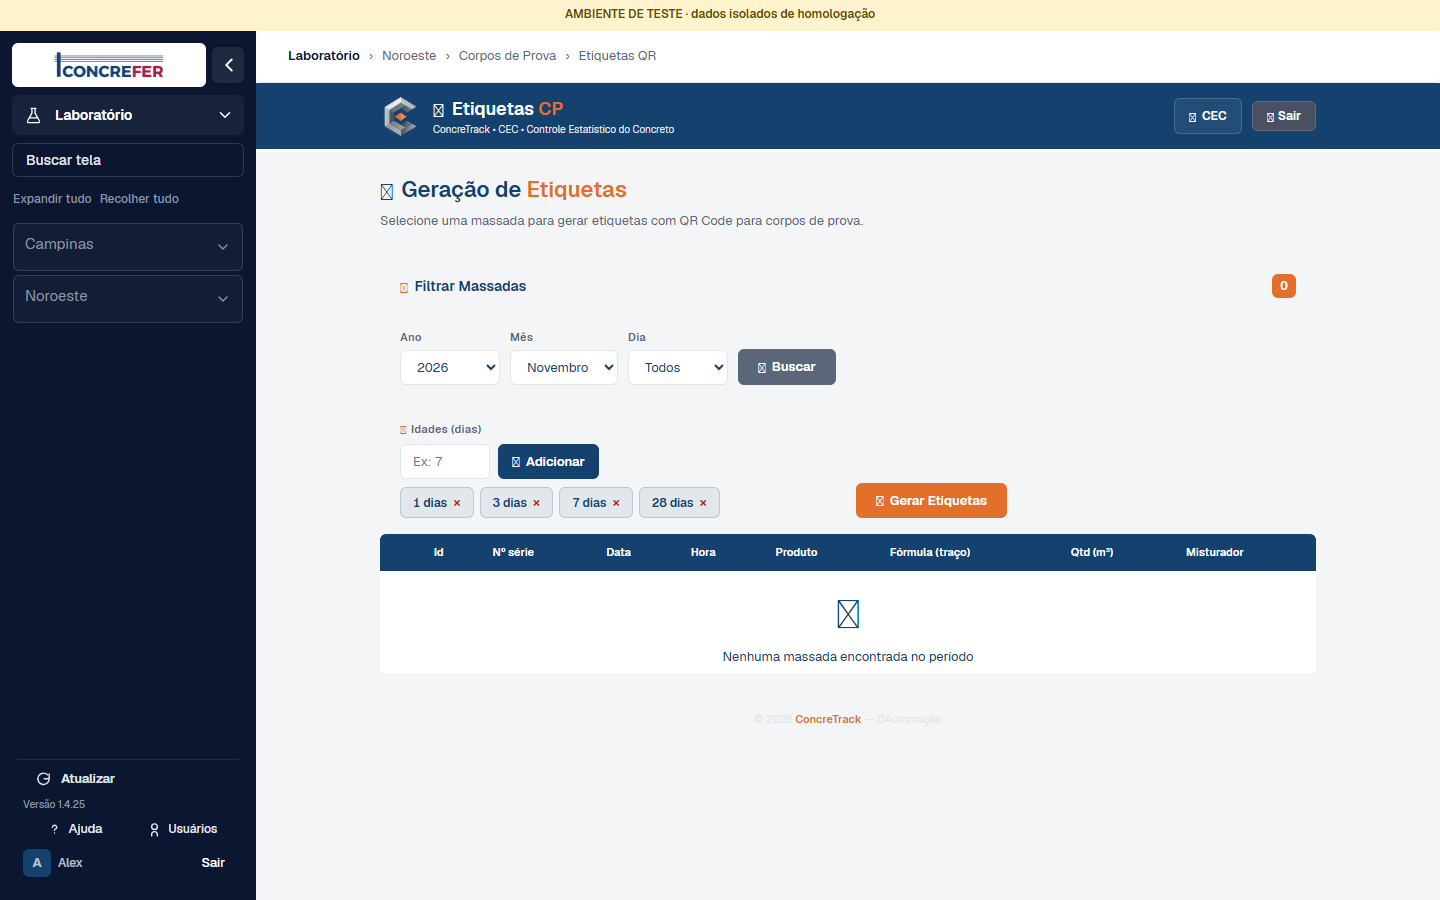 AMBIENTE DE TESTE · dados isolados de homologação
CONCREFER
Laboratório
Buscar tela
Expandir tudo Recolher tudo
Campinas
Noroeste
Atualizar
Versão 1.4.25
? Ajuda Usuários
A Alex Sair
Laboratório › Noroeste › Corpos de Prova › Etiquetas QR
Etiquetas CP
ConcreTrack • CEC • Controle Estatístico do Concreto
CEC Sair
Geração de Etiquetas
Selecione uma massada para gerar etiquetas com QR Code para corpos de prova.
Filtrar Massadas 0
Ano Mês Dia
2026 Novembro Todos Buscar
Idades (dias)
Ex: 7 Adicionar
1 dias × 3 dias × 7 dias × 28 dias × Gerar Etiquetas
Id Nº série Data Hora Produto Fórmula (traço) Qtd (m³) Misturador
Nenhuma massada encontrada no período
© 2026 ConcreTrack — DAutomação